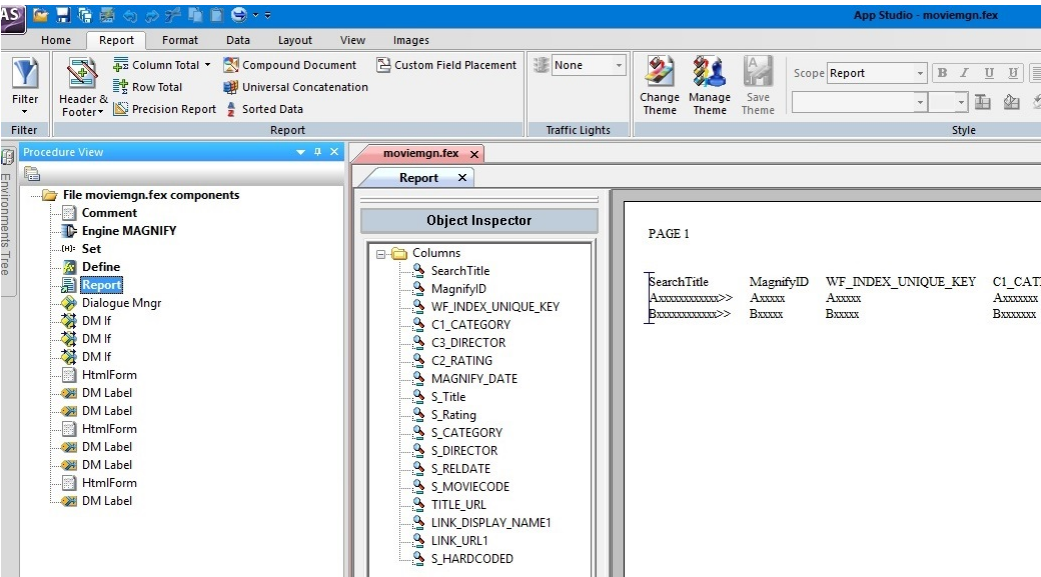 AS
App Studio - moviemgn.fex
Home Report Format Data Layout View Images
Filter
Header & Footer
Column Total
Row Total
Precision Report
Compound Document
Universal Concatenation
Sorted Data
Custom Field Placement
None
Change Theme
Manage Theme
Save Theme
Scope Report
B I U U
Filter Report Traffic Lights Style
Environments Tree
Procedure View
File moviemgn.fex components
Comment
Engine MAGNIFY
(H): Set
Define
Report
Dialogue Mngr
DM If
DM If
DM If
HtmlForm
DM Label
DM Label
HtmlForm
DM Label
DM Label
HtmlForm
DM Label
moviemgn.fex x
Report x
Object Inspector
Columns
SearchTitle
MagnifyID
WF_INDEX_UNIQUE_KEY
C1_CATEGORY
C3_DIRECTOR
C2_RATING
MAGNIFY_DATE
S_Title
S_Rating
S_CATEGORY
S_DIRECTOR
S_RELDATE
S_MOVIECODE
TITLE_URL
LINK_DISPLAY_NAME1
LINK_URL1
S_HARDCODED
PAGE 1
SearchTitle MagnifyID WF_INDEX_UNIQUE_KEY C1_CAT
Axxxxxxxxxxxx>> Axxxxx Axxxxx Axxxxxxx
Bxxxxxxxxxxxx>> Bxxxxx Bxxxxx Bxxxxxxx